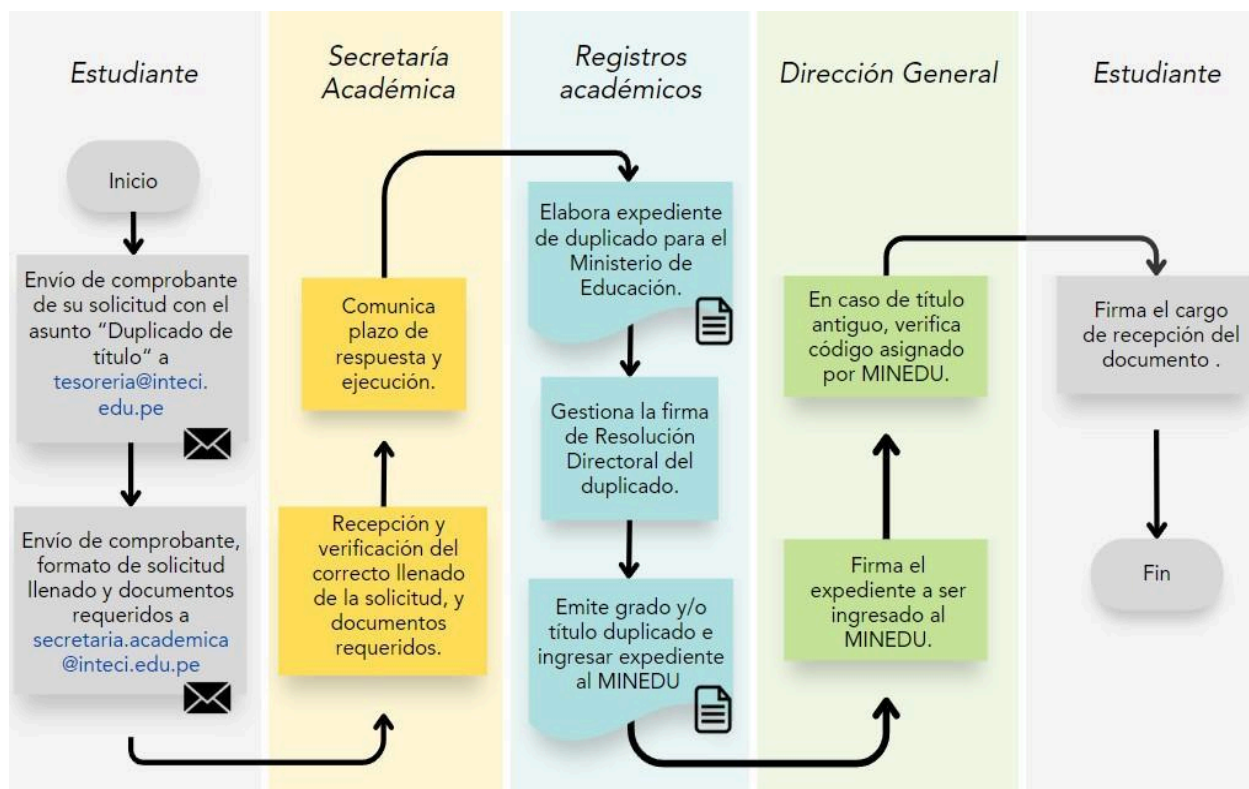 Estudiante
Inicio
Envío de comprobante
de su solicitud con el
asunto “Duplicado de
título“ a
tesoreria@inteci.
edu.pe
Envío de comprobante,
formato de solicitud
llenado y documentos
requeridos a
secretaria.academica
@inteci.edu.pe
Secretaría
Académica
Comunica
plazo de
respuesta y
ejecución.
Recepción y
verificación del
correcto llenado
de la solicitud, y
documentos
requeridos.
Registros
académicos
Elabora expediente
de duplicado para el
Ministerio de
Educación.
Gestiona la firma
de Resolución
Directoral del
duplicado.
Emite grado y/o
título duplicado e
ingresar expediente
al MINEDU
Dirección General
En caso de título
antiguo, verifica
código asignado
por MINEDU.
Firma el
expediente a ser
ingresado al
MINEDU.
Estudiante
Firma el cargo
de recepción del
documento .
Fin